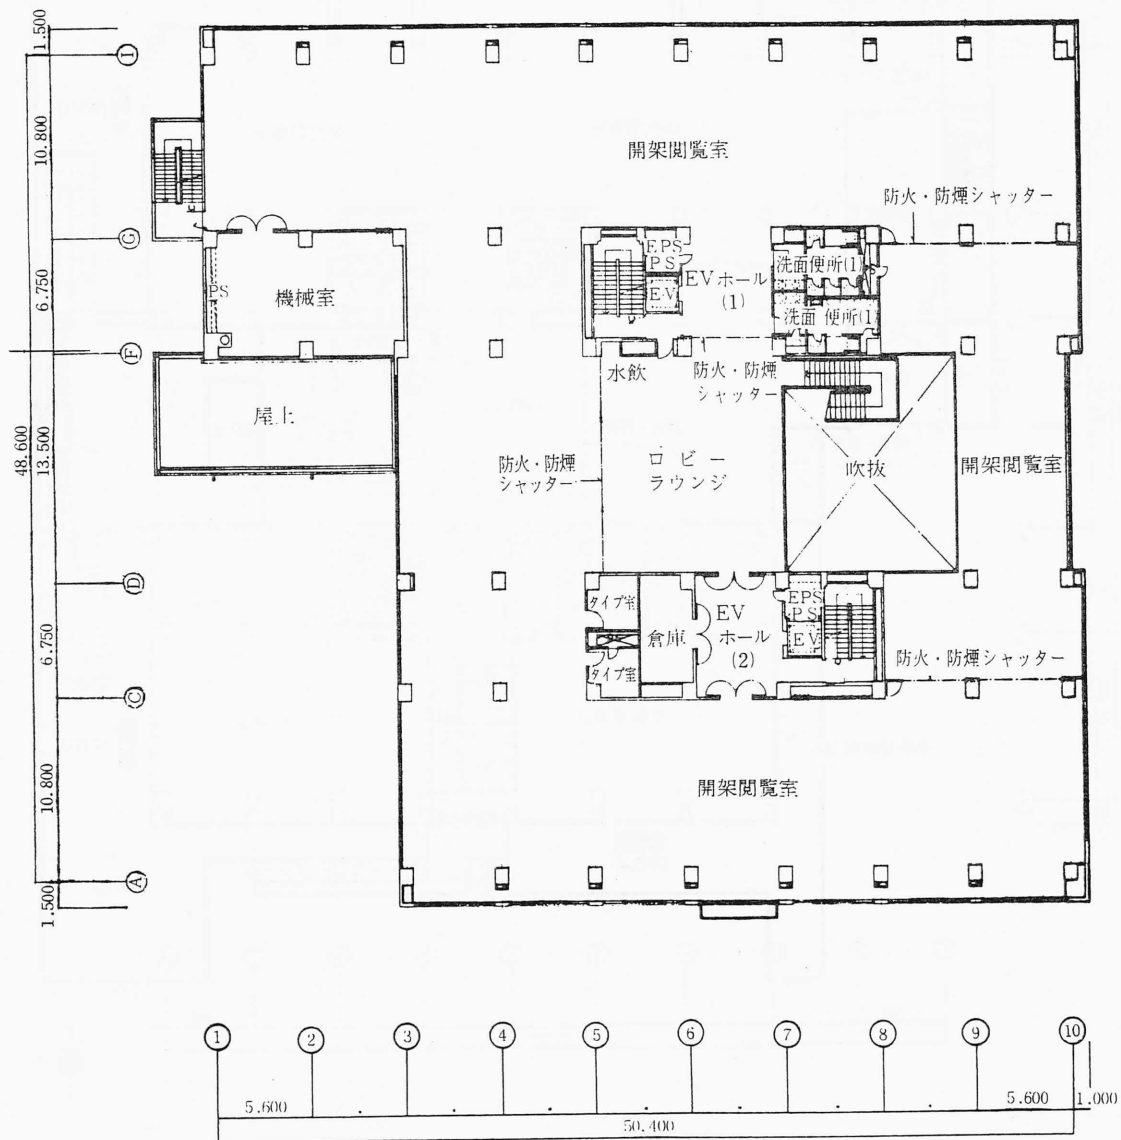 1.500
I
10.800
開架閲覧室
防火・防煙シャッター
G
EPS
PS
洗面便所(1)
EVホール
(1)
6.750
PS
機械室
EV
洗面便所(1)
F
水飲
防火・防煙
シャッター
屋上
48.600
13.500
ロビー
ラウンジ
防火・防煙
シャッター
吹抜
開架閲覧室
D
タイプ室
EPS
PS
EV
ホール
(2)
倉庫
EV
6.750
タイプ室
防火・防煙シャッター
C
10.800
開架閲覧室
A
1.500
1 2 3 4 5 6 7 8 9 10
5.600
5.600
1.000
50.400